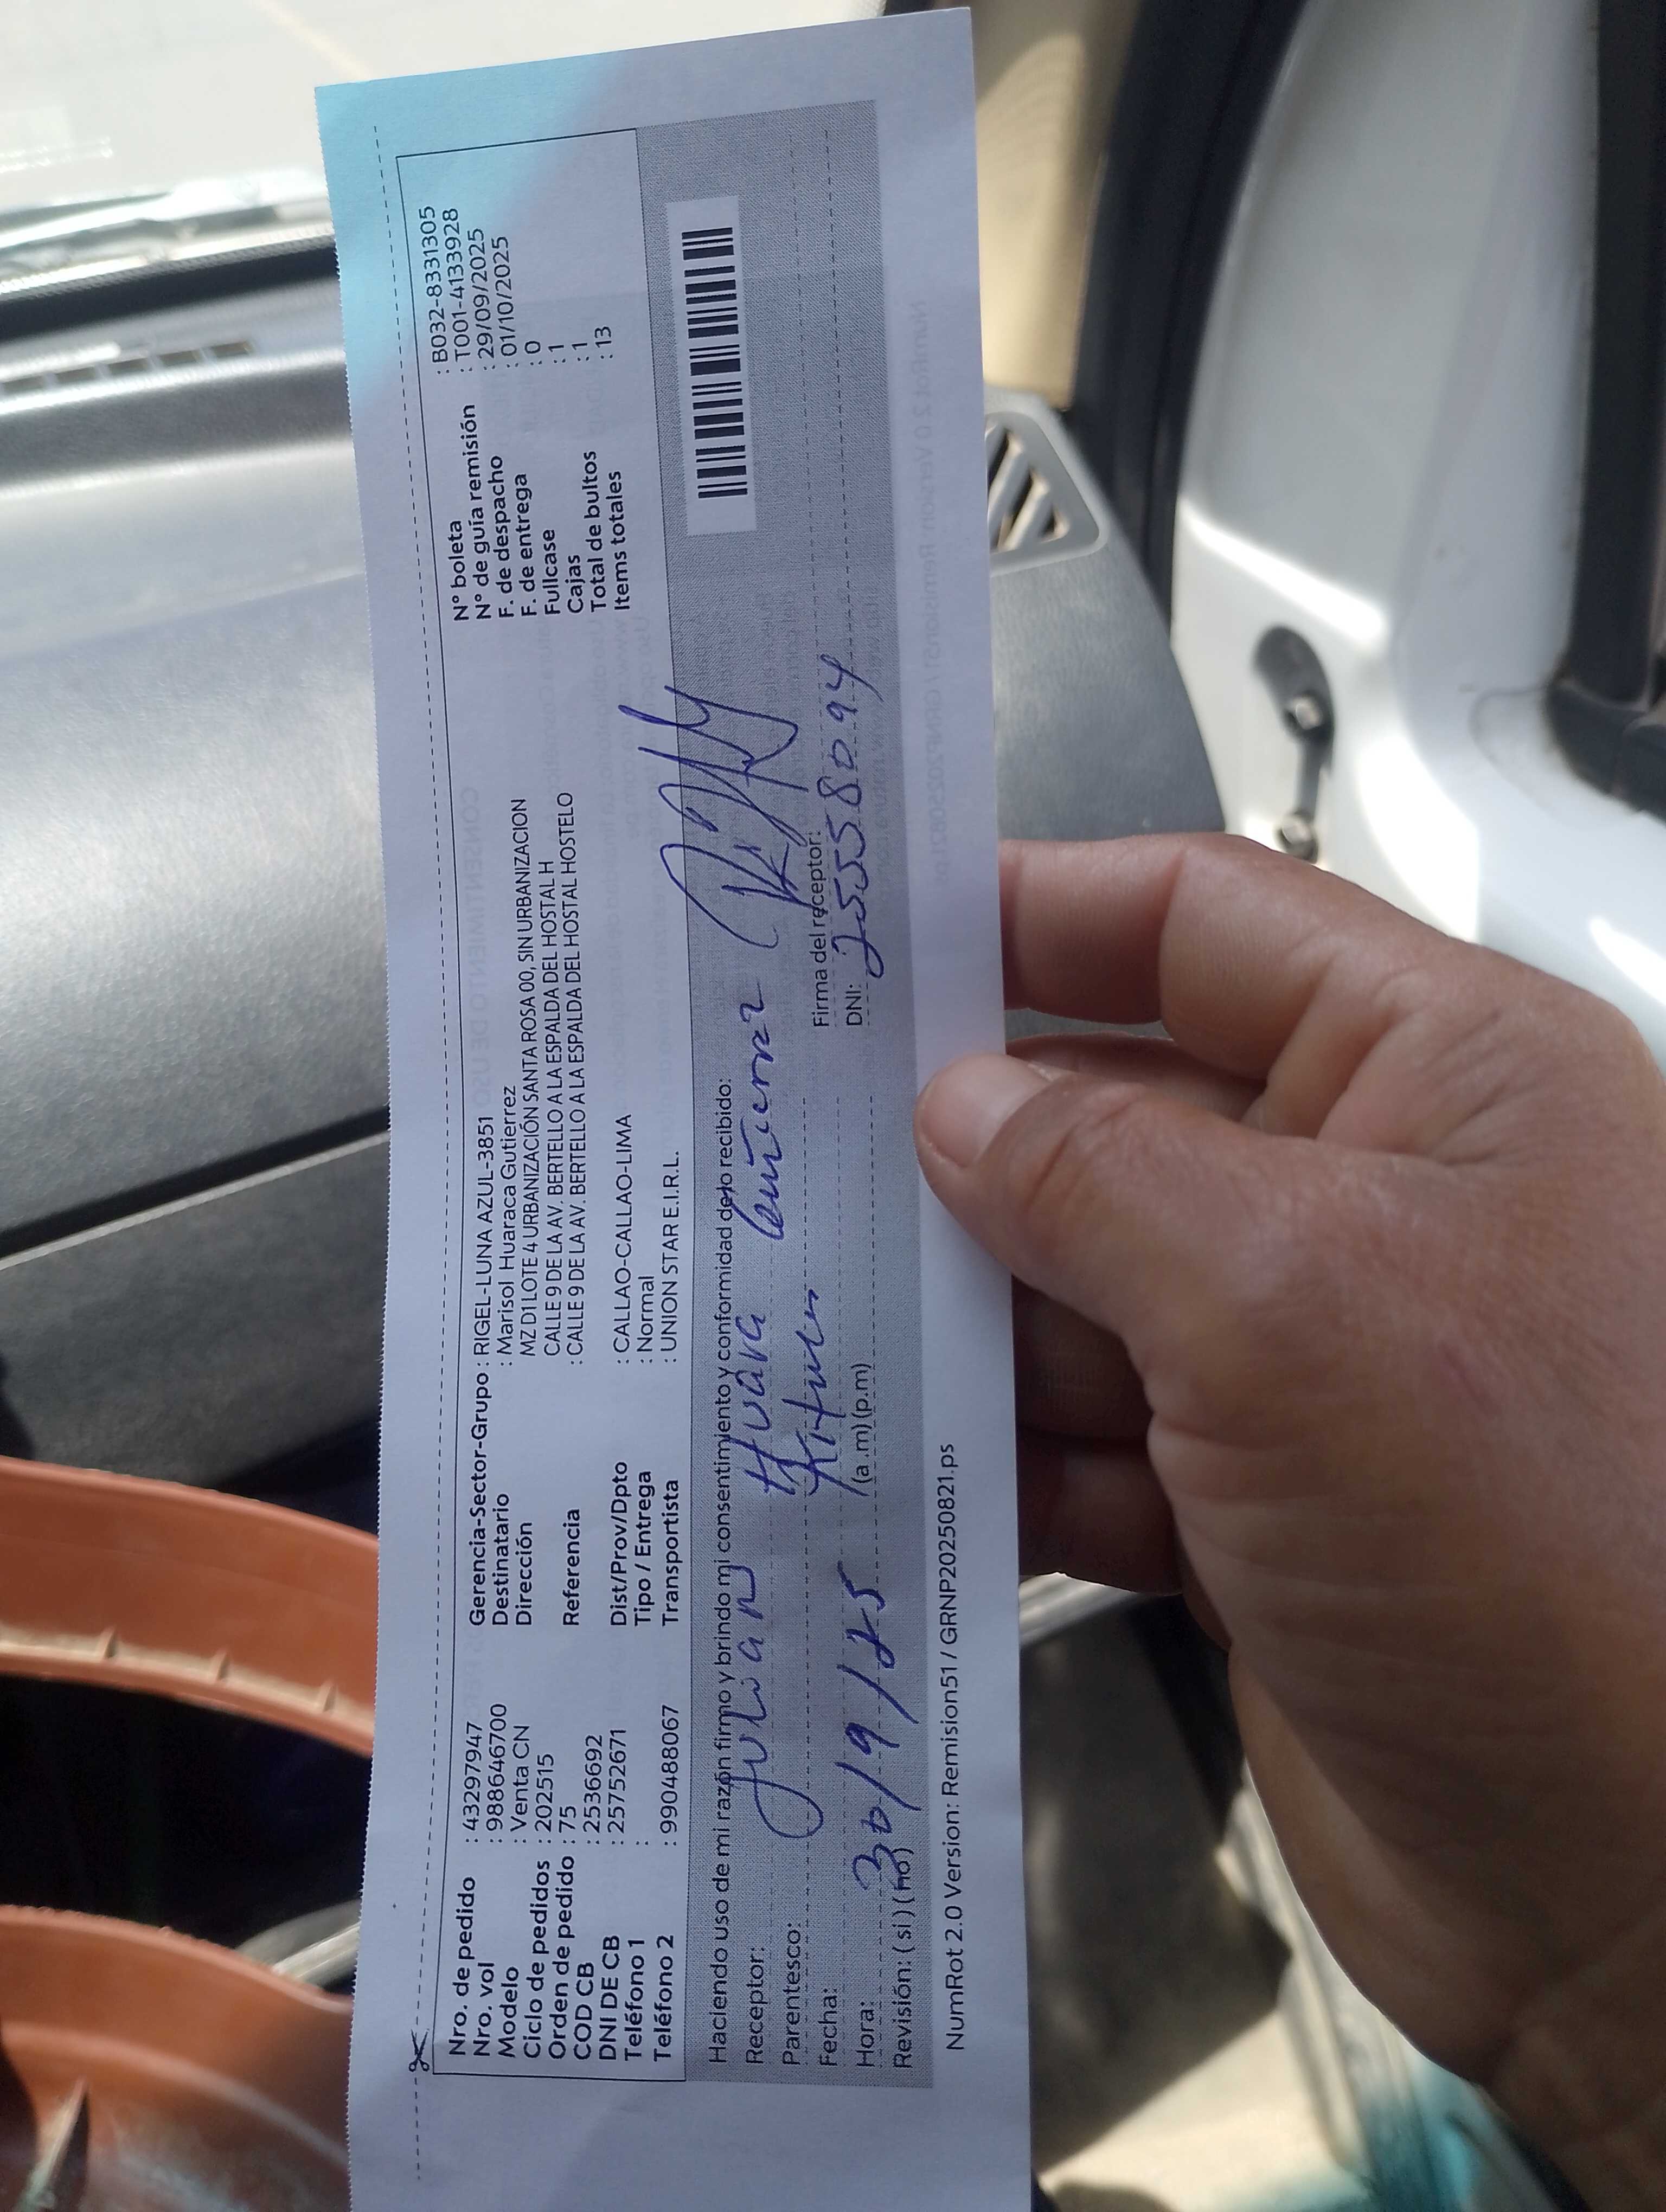 Nro. de pedido : 43297947
Nro. vol : 988646700
Modelo : Venta CN
Ciclo de pedidos : 202515
Orden de pedido : 75
COD CB : 2536692
DNI DE CB : 25752671
Teléfono 1 :
Teléfono 2 : 990488067
Gerencia-Sector-Grupo : RIGEL-LUNA AZUL-3851
Destinatario : Marisol Huaraca Gutierrez
Dirección MZ D1 LOTE 4 URBANIZACIÓN SANTA ROSA 00, SIN URBANIZACION
CALLE 9 DE LA AV. BERTELLO A LA ESPALDA DEL HOSTAL H
Referencia : CALLE 9 DE LA AV. BERTELLO A LA ESPALDA DEL HOSTAL HOSTELO
Dist/Prov/Dpto : CALLAO-CALLAO-LIMA
Tipo / Entrega : Normal
Transportista : UNION STAR E.I.R.L.
N° boleta : B032-8331305
N° de guía remisión : T001-4133928
F. de despacho : 29/09/2025
F. de entrega : 01/10/2025
Fullcase : 0
Cajas : 1
Total de bultos : 1
Items totales : 13
Haciendo uso de mi razón firmo y brindo mi consentimiento y conformidad de lo recibido:
Receptor: Julian Huara
Parentesco:
Fecha: 30/9/25
Firma del receptor:
Hora: (a.m) (p.m)
DNI: 25558094
Revisión: ( si ) ( no )
NumRot 2.0 Version: Remision51 / GRNP20250821.ps